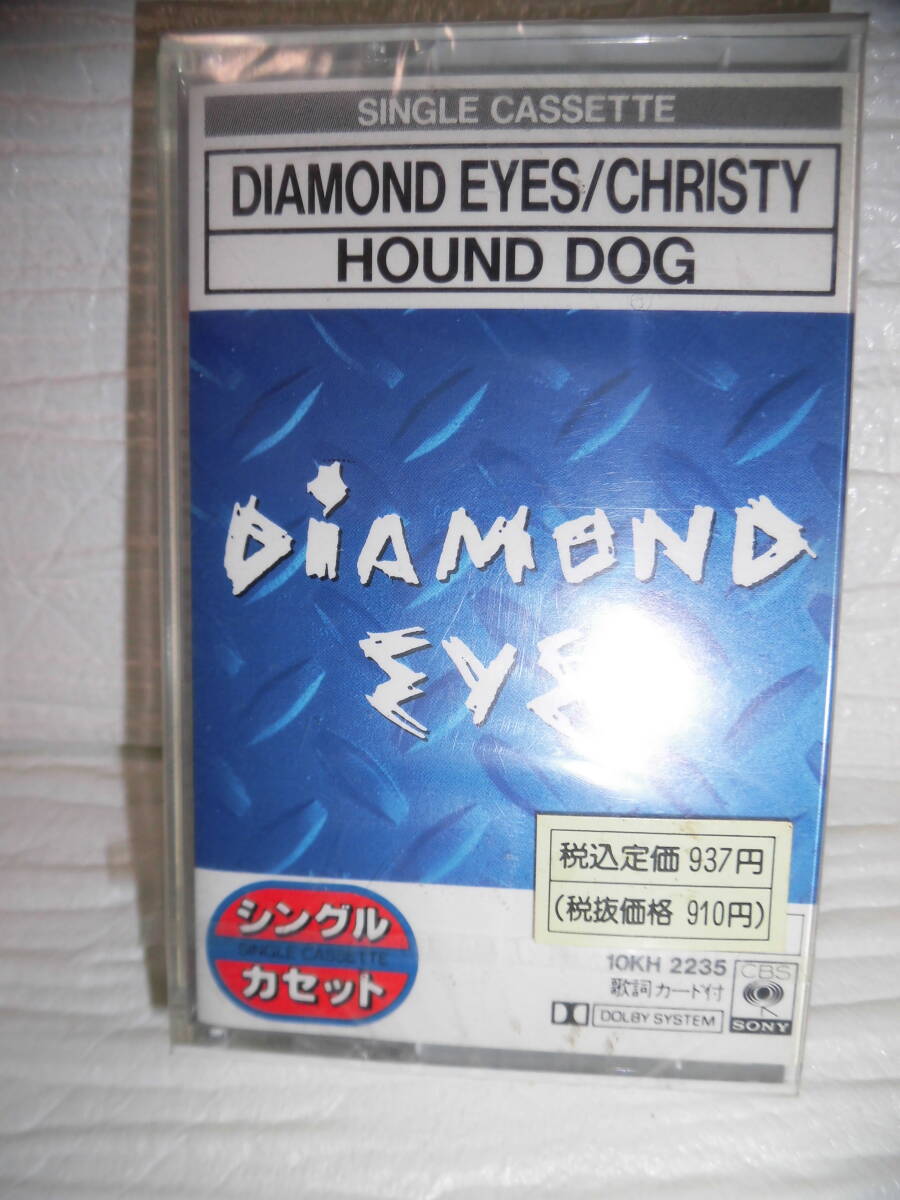 SINGLE CASSETTE
DIAMOND EYES/CHRISTY
HOUND DOG
DIAMOND
税込定価 937円
(税抜価格 910円)
シングル
SINGLE CASSETTE
カセット
10KH 2235
歌詞カード付
DOLBY SYSTEM
CBS
SONY